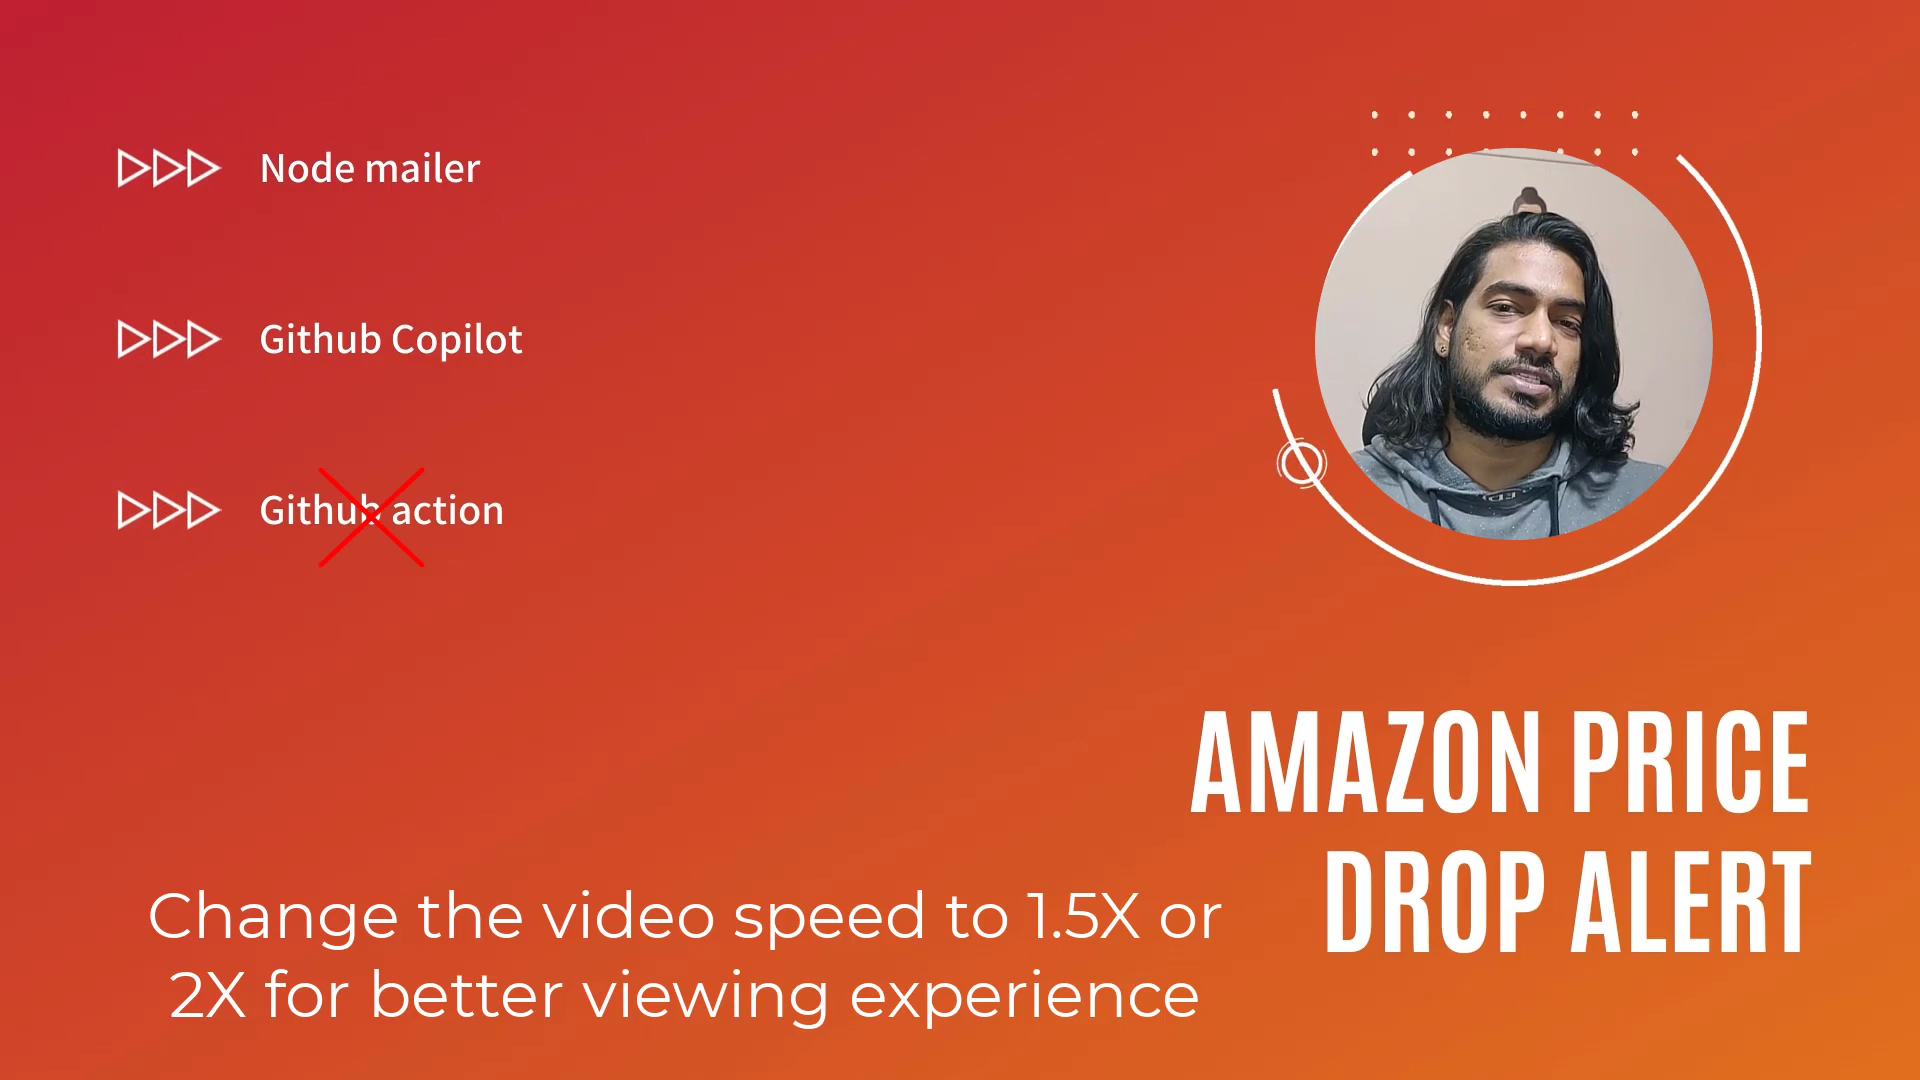 Node mailer
Github Copilot
Github action
AMAZON PRICE
DROP ALERT
Change the video speed to 1.5X or
2X for better viewing experience